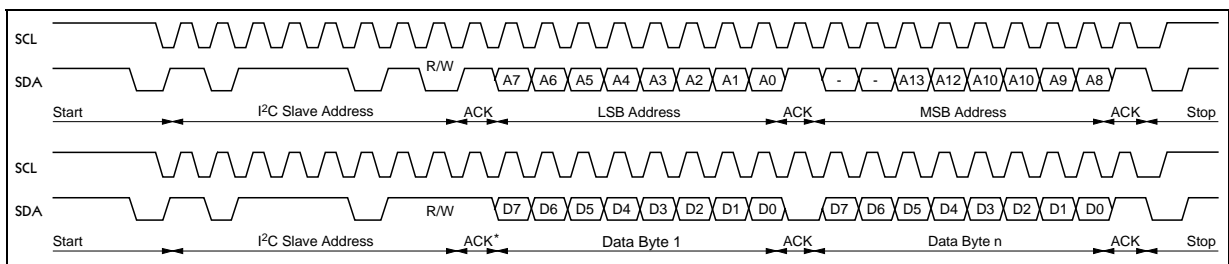 SCL
SDA R/W A7 A6 A5 A4 A3 A2 A1 A0 - - A13 A12 A10 A10 A9 A8
Start I²C Slave Address ACK LSB Address ACK MSB Address ACK Stop
SCL
SDA R/W D7 D6 D5 D4 D3 D2 D1 D0 D7 D6 D5 D4 D3 D2 D1 D0
Start I²C Slave Address ACK* Data Byte 1 ACK Data Byte n ACK Stop